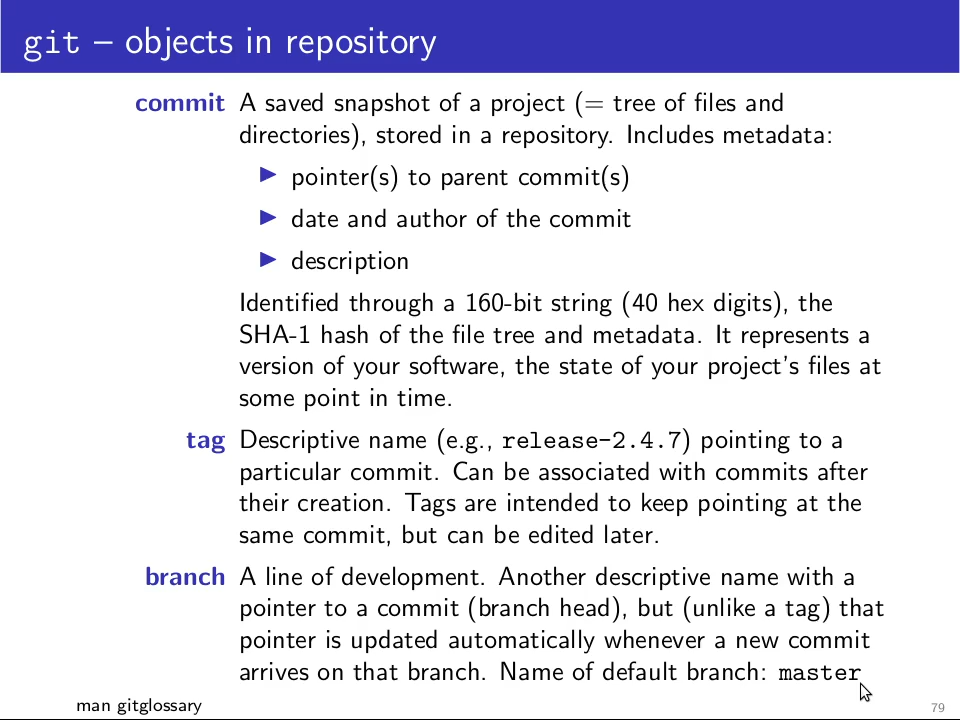 git – objects in repository
commit A saved snapshot of a project (= tree of files and
directories), stored in a repository. Includes metadata:
▶ pointer(s) to parent commit(s)
▶ date and author of the commit
▶ description
Identified through a 160-bit string (40 hex digits), the
SHA-1 hash of the file tree and metadata. It represents a
version of your software, the state of your project's files at
some point in time.
tag Descriptive name (e.g., release-2.4.7) pointing to a
particular commit. Can be associated with commits after
their creation. Tags are intended to keep pointing at the
same commit, but can be edited later.
branch A line of development. Another descriptive name with a
pointer to a commit (branch head), but (unlike a tag) that
pointer is updated automatically whenever a new commit
arrives on that branch. Name of default branch: master
man gitglossary
79